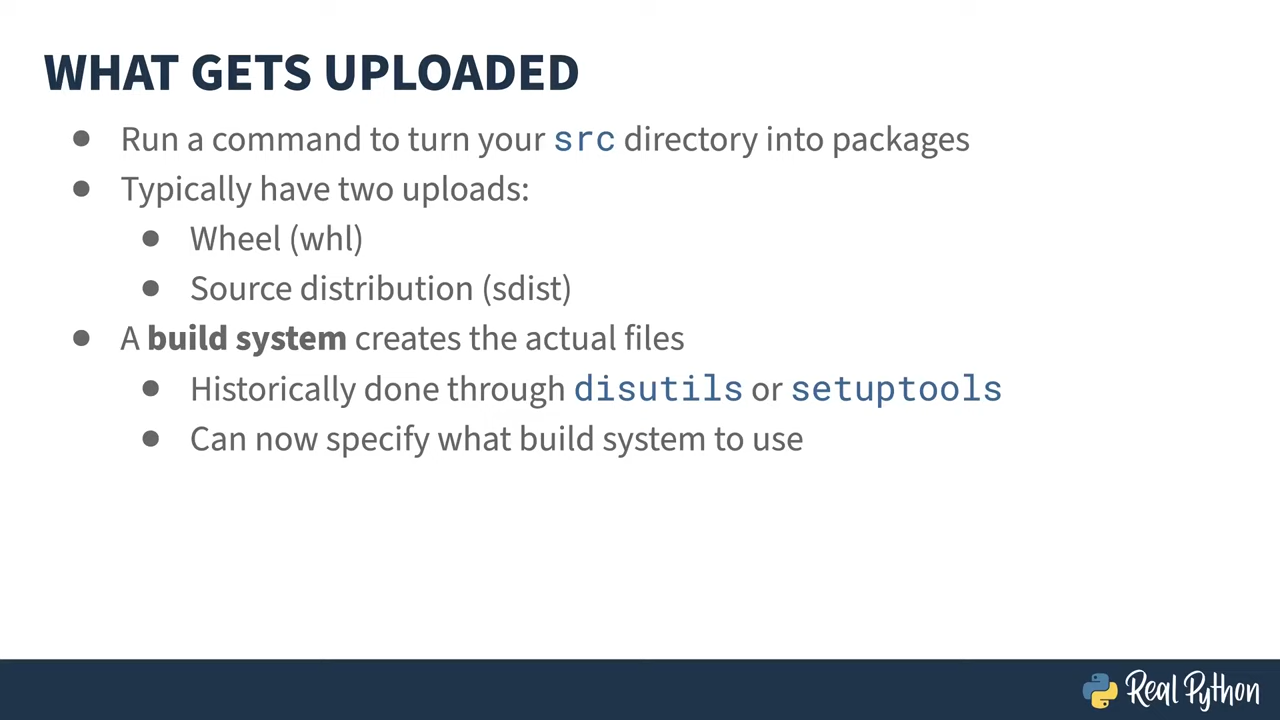 WHAT GETS UPLOADED
● Run a command to turn your src directory into packages
● Typically have two uploads:
● Wheel (whl)
● Source distribution (sdist)
● A build system creates the actual files
● Historically done through disutils or setuptools
● Can now specify what build system to use
Real Python